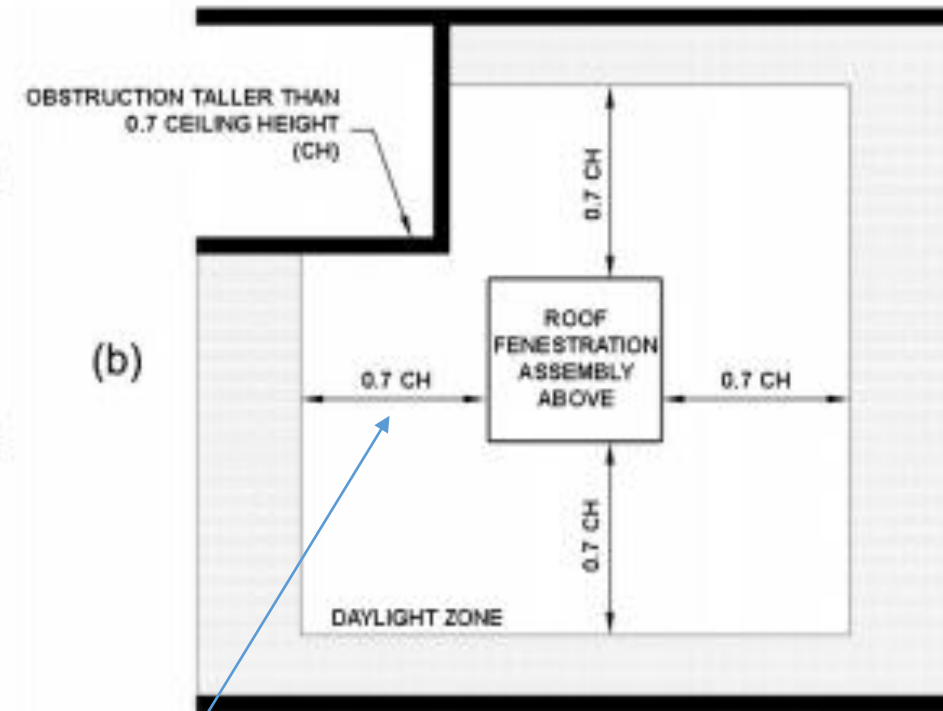 OBSTRUCTION TALLER THAN
0.7 CEILING HEIGHT
(CH)
0.7 CH
(b)
ROOF
FENESTRATION
ASSEMBLY
ABOVE
0.7 CH
0.7 CH
0.7 CH
DAYLIGHT ZONE